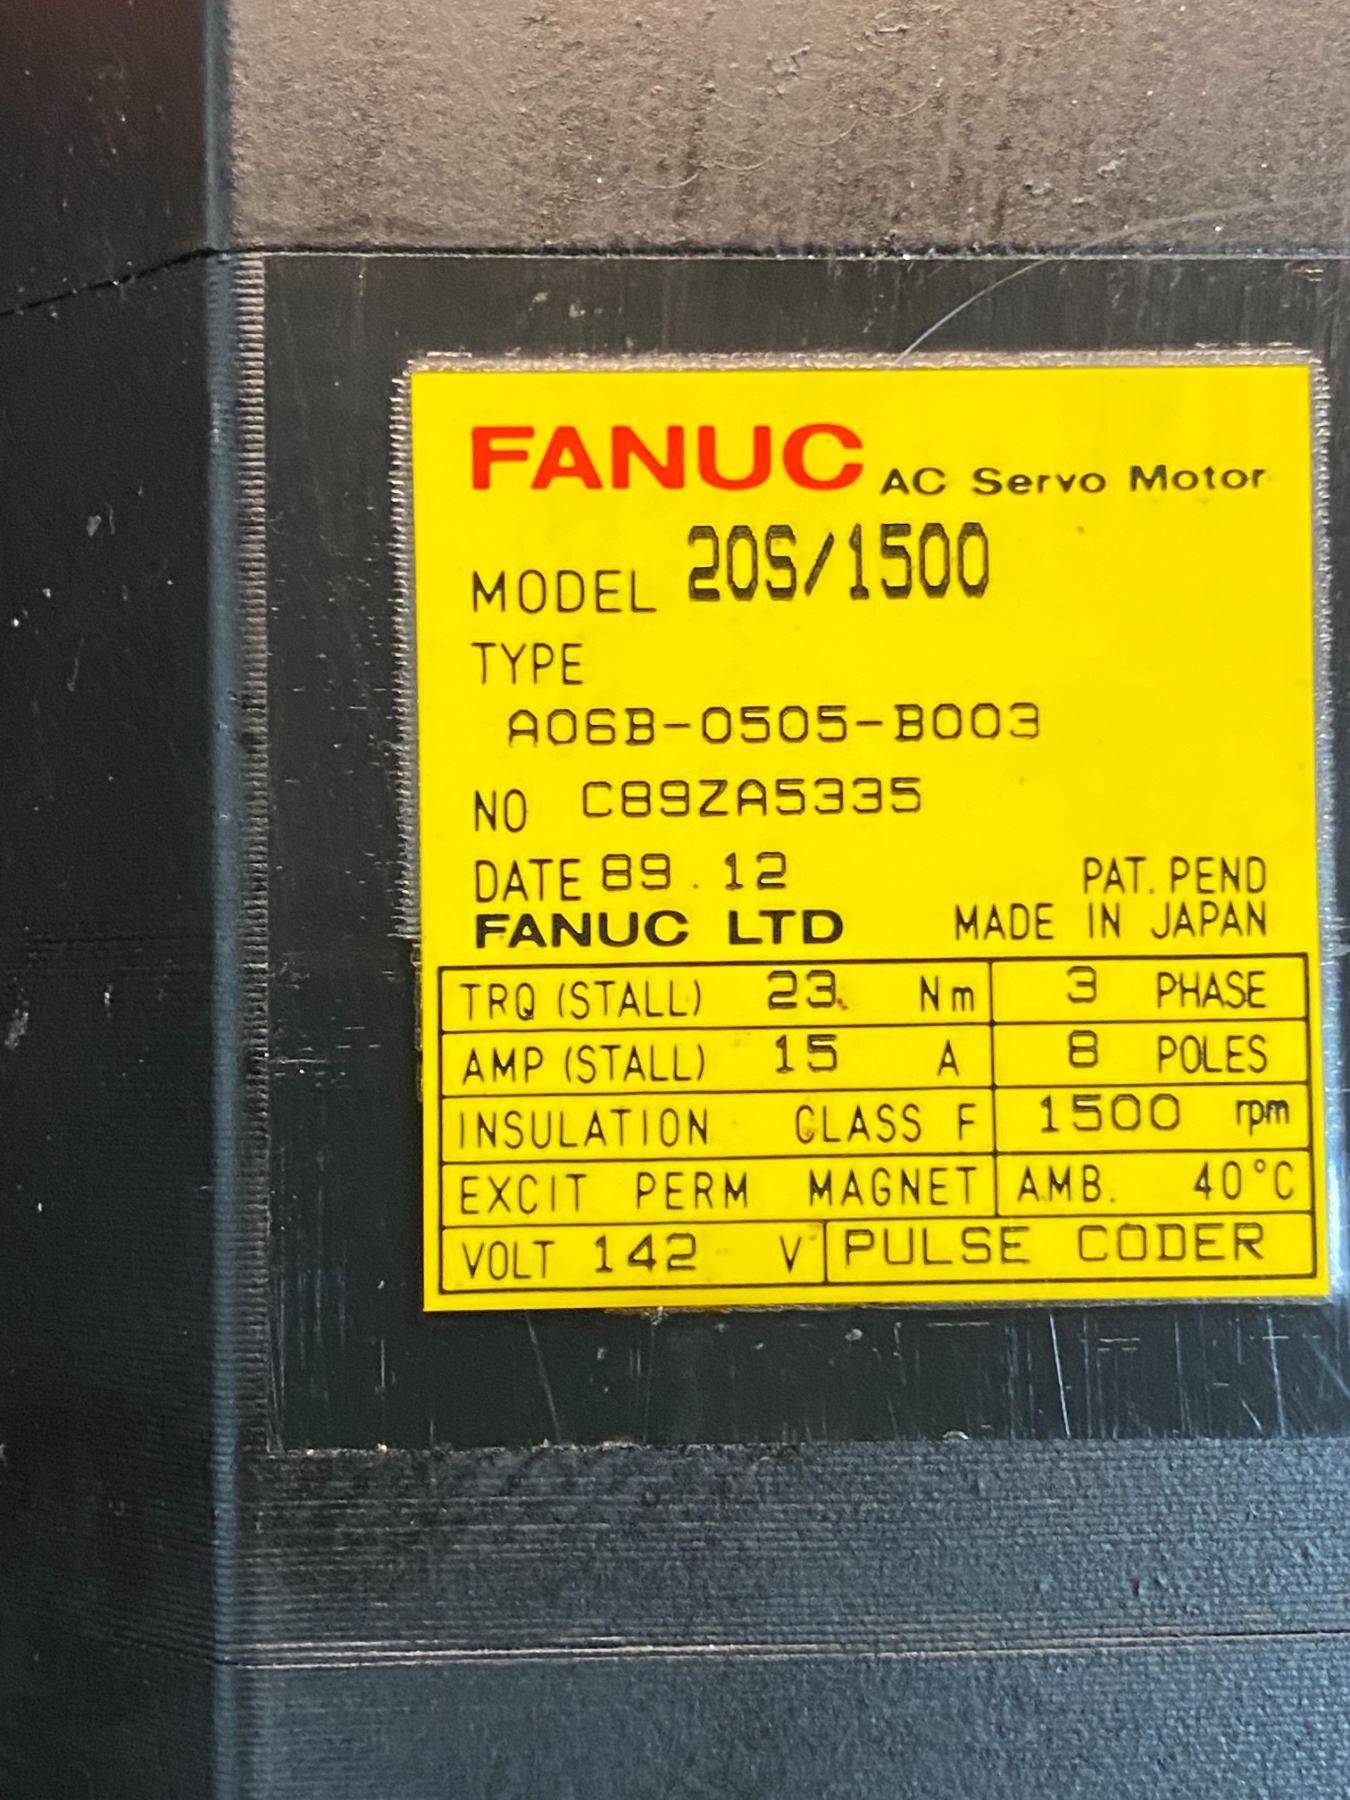 FANUC AC Servo Motor
MODEL 20S/1500
TYPE
A06B-0505-B003
NO C89ZA5335
DATE 89.12 PAT. PEND
FANUC LTD MADE IN JAPAN
TRQ (STALL) 23. Nm 3 PHASE
AMP (STALL) 15 A 8 POLES
INSULATION CLASS F 1500 rpm
EXCIT PERM MAGNET AMB. 40°C
VOLT 142 V PULSE CODER